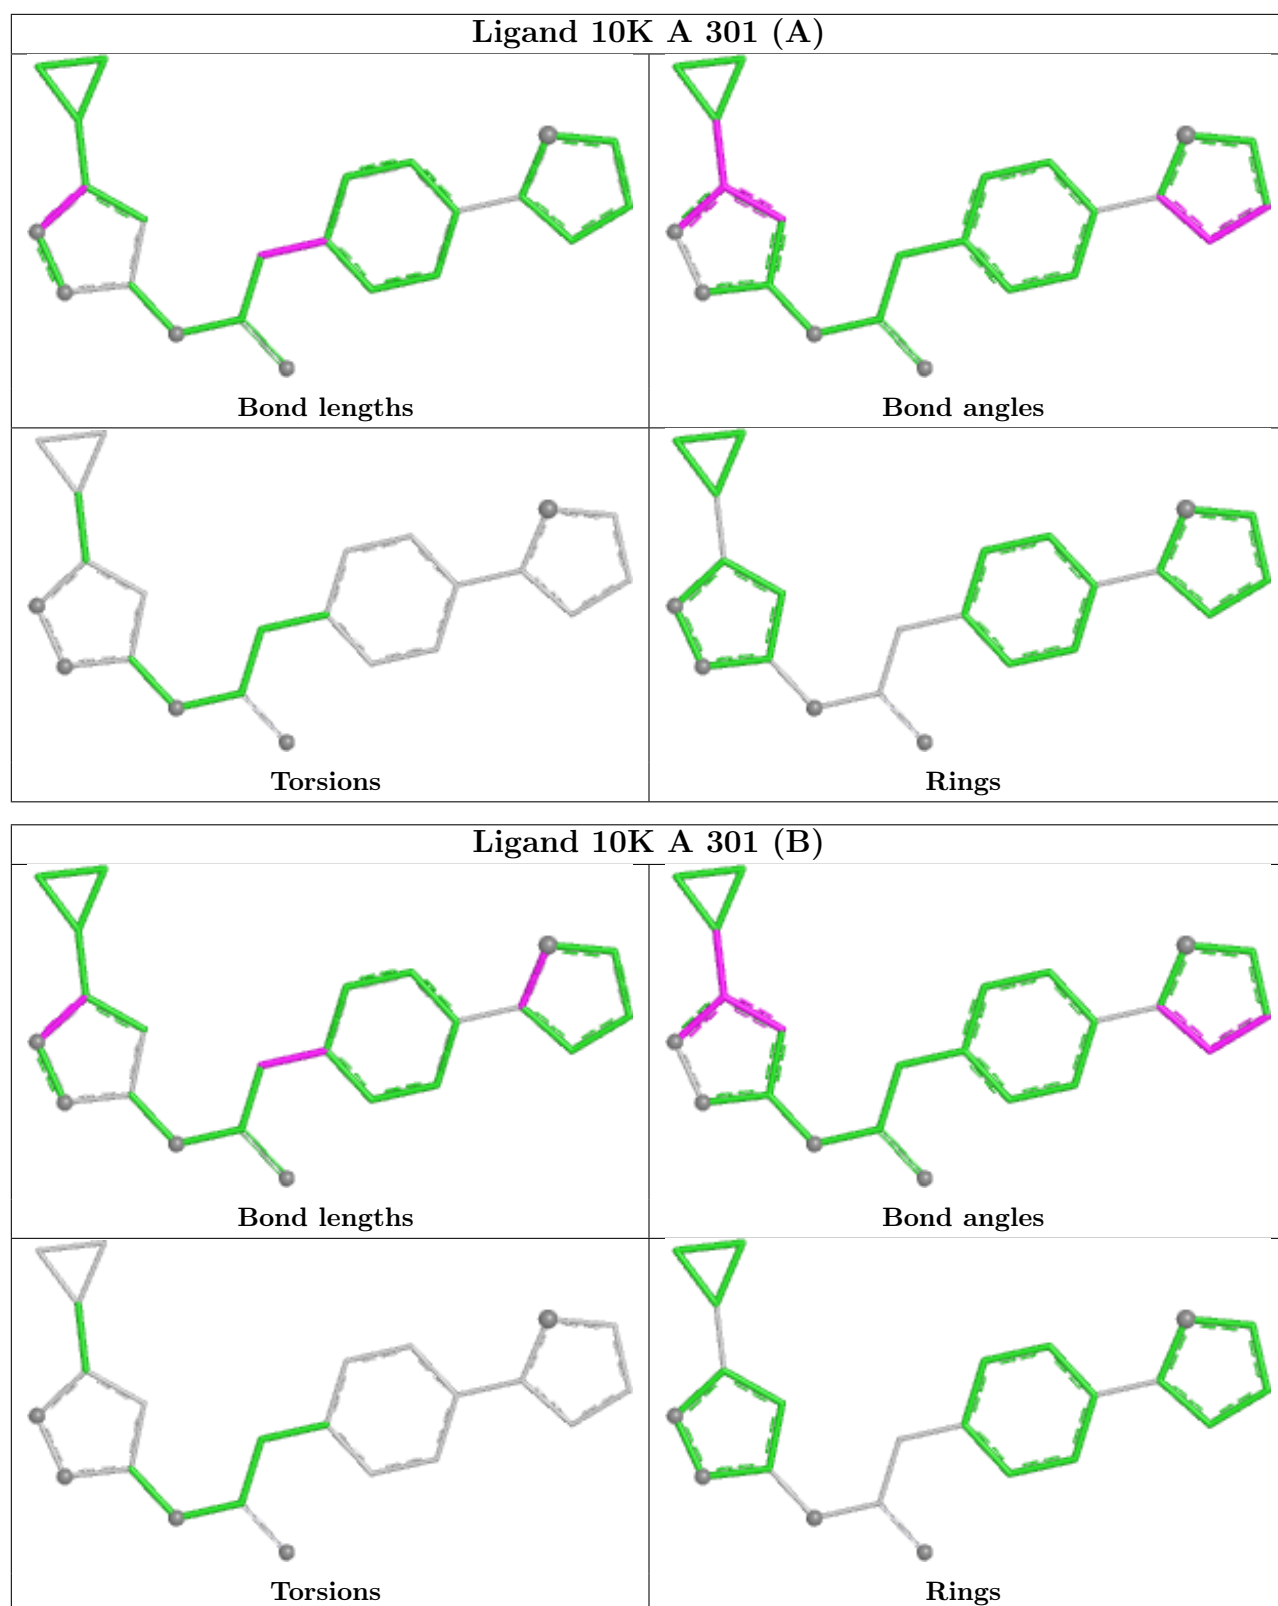 Ligand 10K A 301 (A)
Bond lengths
Bond angles
Torsions
Rings
Ligand 10K A 301 (B)
Bond lengths
Bond angles
Torsions
Rings